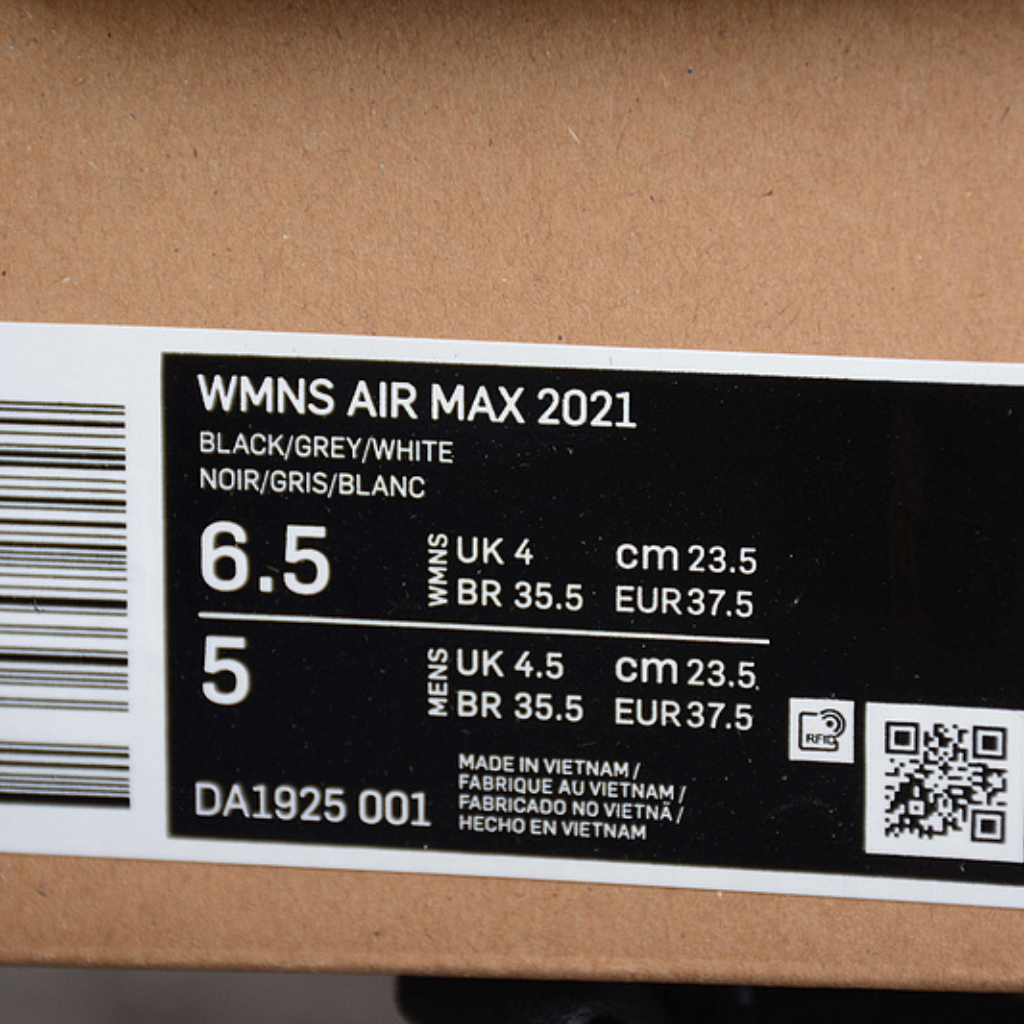 WMNS AIR MAX 2021
BLACK/GREY/WHITE
NOIR/GRIS/BLANC
6.5
WMNS
UK 4 cm 23.5
BR 35.5 EUR 37.5
5
MENS
UK 4.5 cm 23.5
BR 35.5 EUR 37.5
RFID
MADE IN VIETNAM /
FABRIQUE AU VIETNAM /
FABRICADO NO VIETNÃ /
HECHO EN VIETNAM
DA1925 001